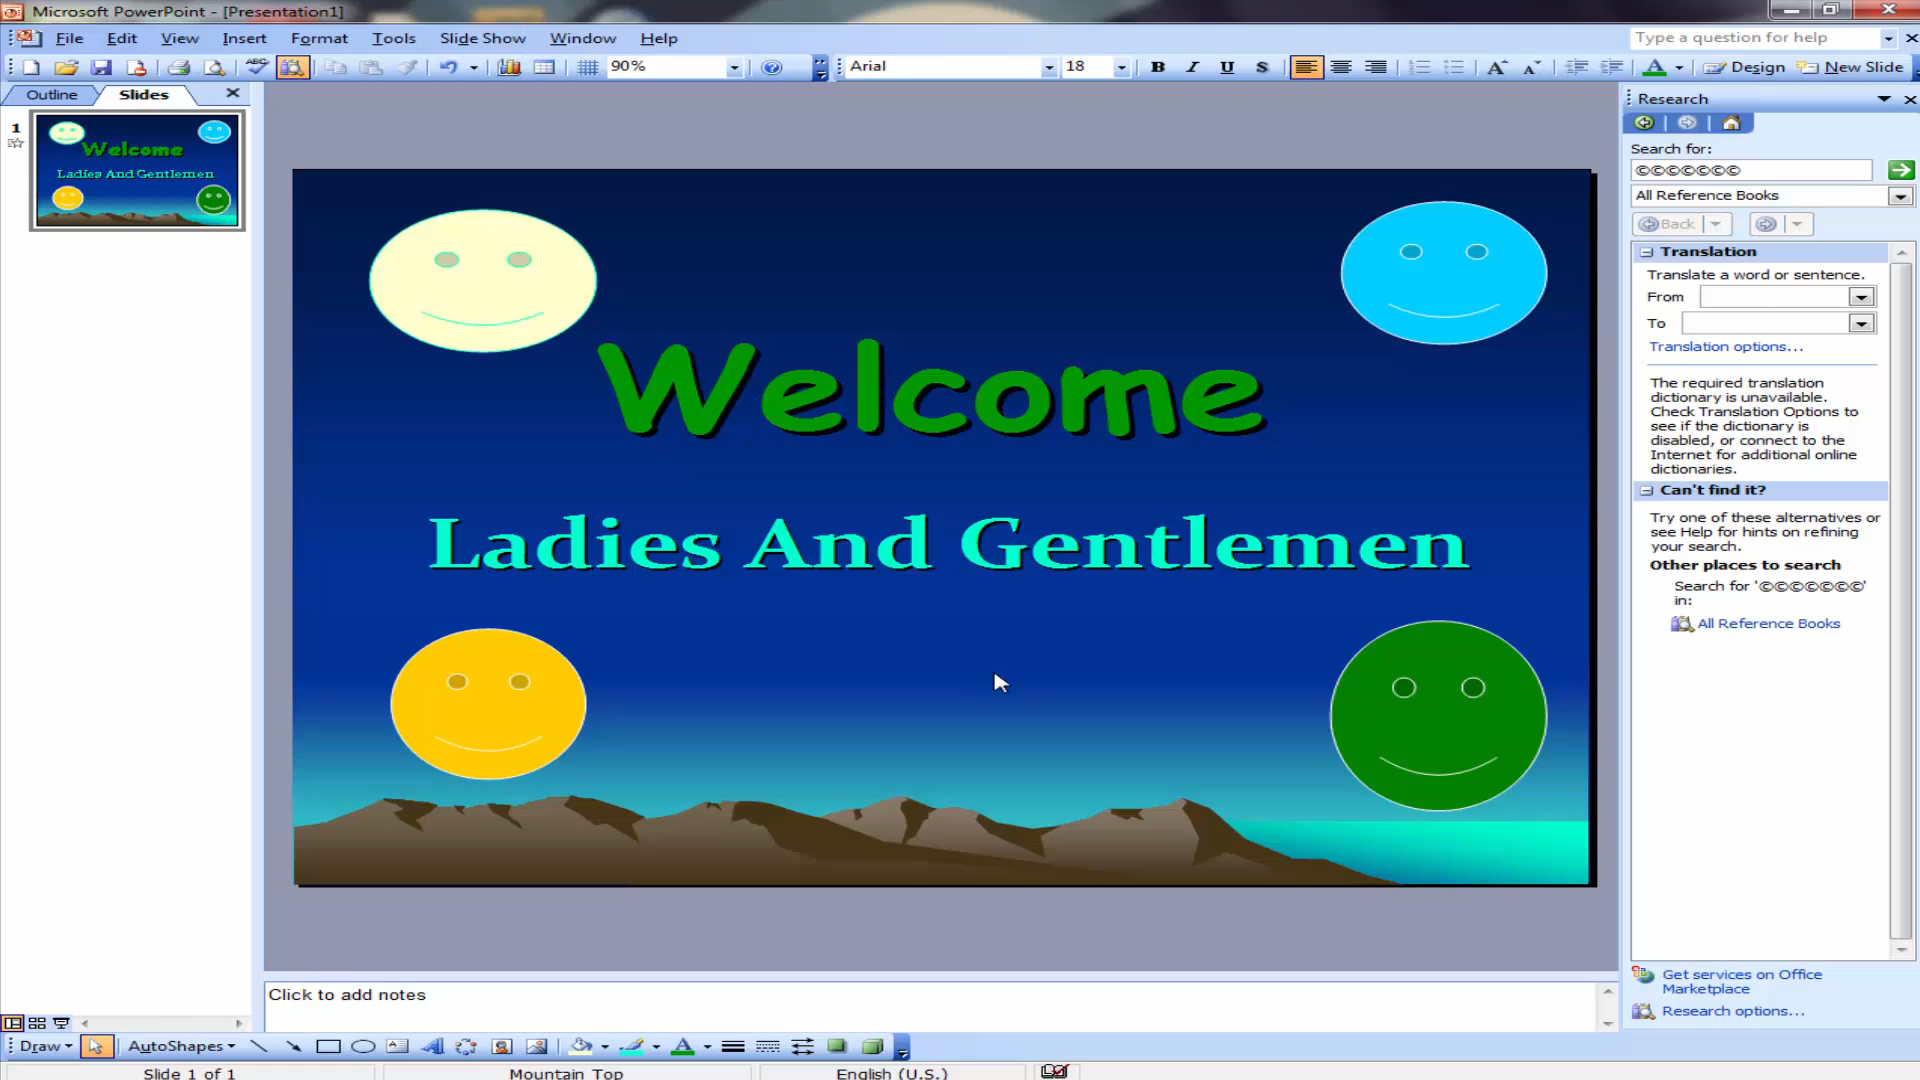 Microsoft PowerPoint - [Presentation1]
File Edit View Insert Format Tools Slide Show Window Help
Type a question for help
90%
Arial
18
B I U S
A A A
Design
New Slide
Outline
Slides
1
Welcome
Ladies And Gentlemen
Welcome
Ladies And Gentlemen
Click to add notes
Research
Search for:
©©©©©©©
All Reference Books
Back
Translation
Translate a word or sentence.
From
To
Translation options...
The required translation
dictionary is unavailable.
Check Translation Options to
see if the dictionary is
disabled, or connect to the
Internet for additional online
dictionaries.
Can't find it?
Try one of these alternatives or
see Help for hints on refining
your search.
Other places to search
Search for '©©©©©©©'
in:
All Reference Books
Get services on Office
Marketplace
Research options...
Draw
AutoShapes
Slide 1 of 1
Mountain Top
English (U.S.)